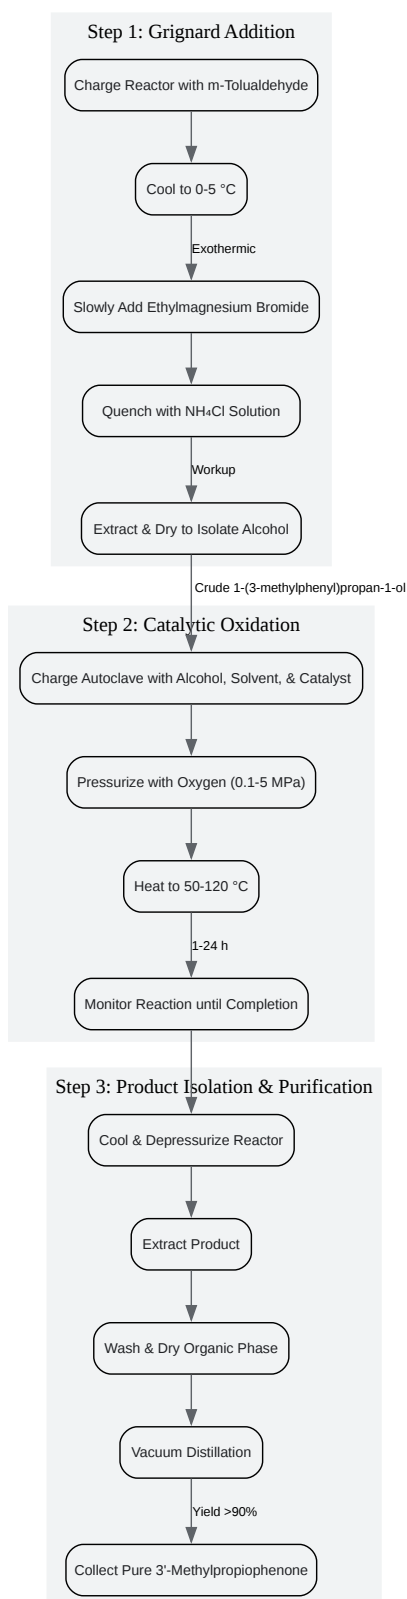 Step 1: Grignard Addition
Charge Reactor with m-Tolualdehyde
Cool to 0-5 °C
Exothermic
Slowly Add Ethylmagnesium Bromide
Quench with NH₄Cl Solution
Workup
Extract & Dry to Isolate Alcohol
Crude 1-(3-methylphenyl)propan-1-ol
Step 2: Catalytic Oxidation
Charge Autoclave with Alcohol, Solvent, & Catalyst
Pressurize with Oxygen (0.1-5 MPa)
Heat to 50-120 °C
1-24 h
Monitor Reaction until Completion
Step 3: Product Isolation & Purification
Cool & Depressurize Reactor
Extract Product
Wash & Dry Organic Phase
Vacuum Distillation
Yield >90%
Collect Pure 3'-Methylpropiophenone